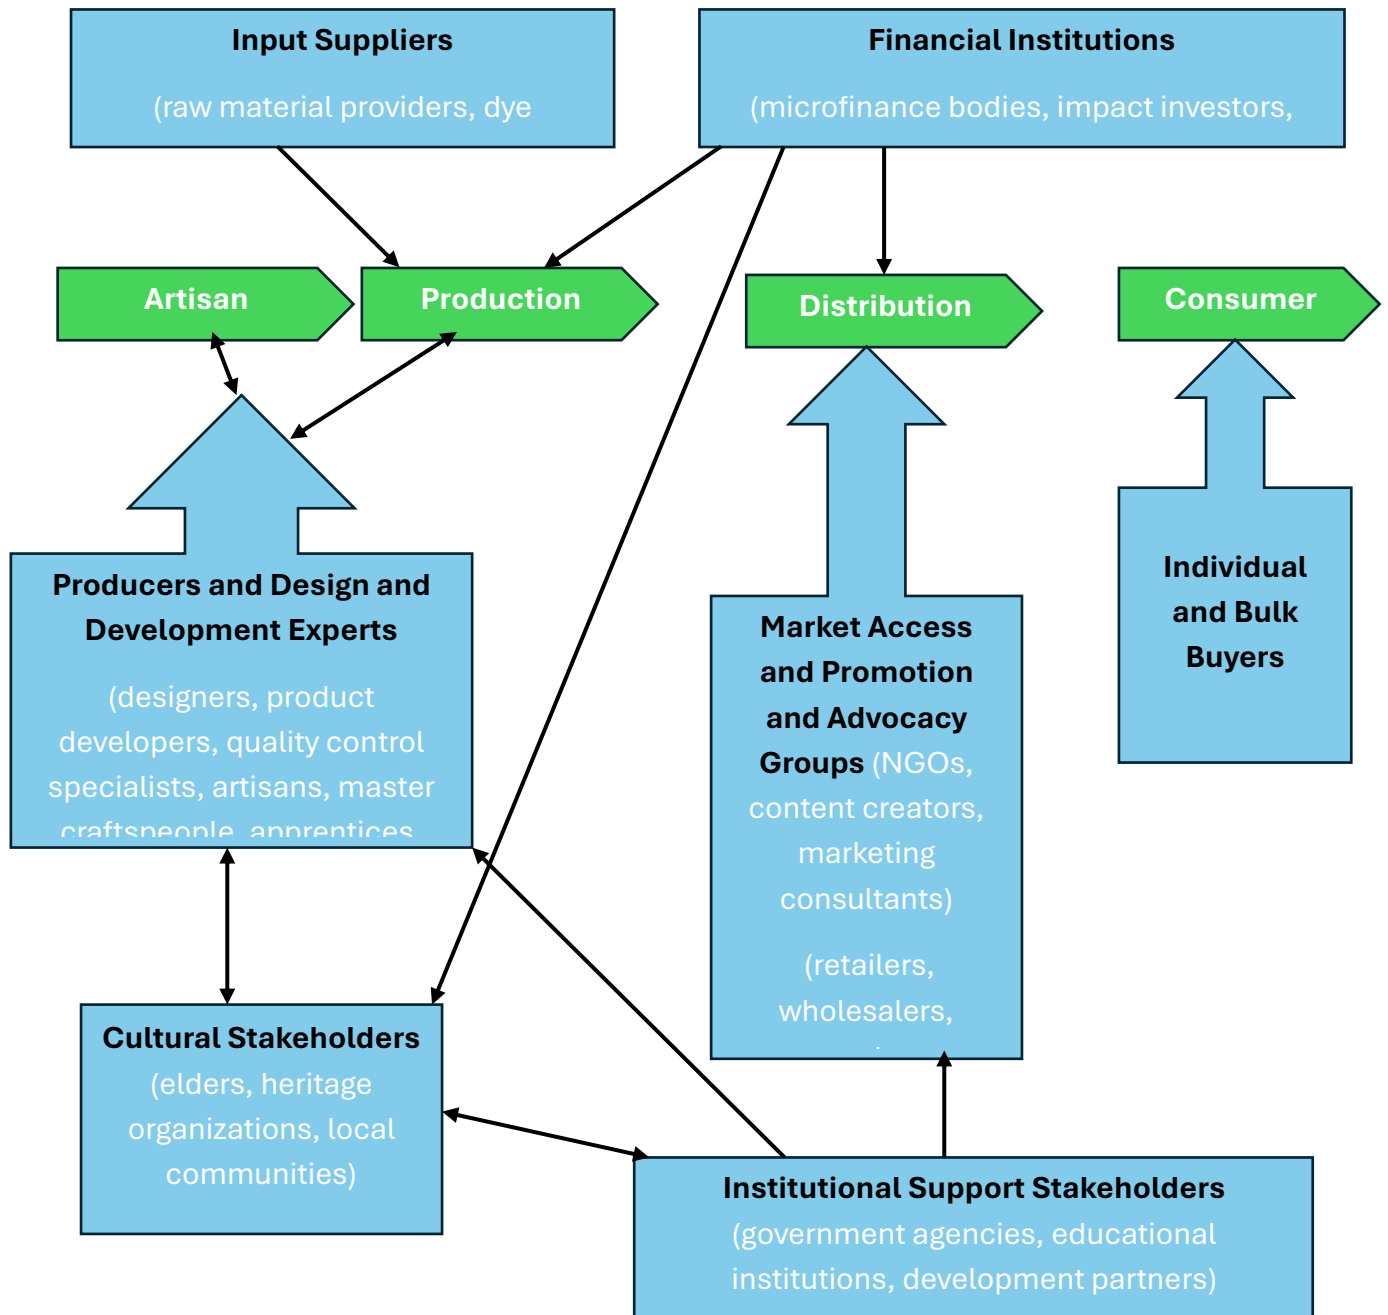 Input Suppliers
(raw material providers, dye
Financial Institutions
(microfinance bodies, impact investors,
Artisan
Production
Distribution
Consumer
Producers and Design and
Development Experts
(designers, product
developers, quality control
specialists, artisans, master
craftspeople, apprentices,
Market Access
and Promotion
and Advocacy
Groups (NGOs,
content creators,
marketing
consultants)
(retailers,
wholesalers,
Individual
and Bulk
Buyers
Cultural Stakeholders
(elders, heritage
organizations, local
communities)
Institutional Support Stakeholders
(government agencies, educational
institutions, development partners)